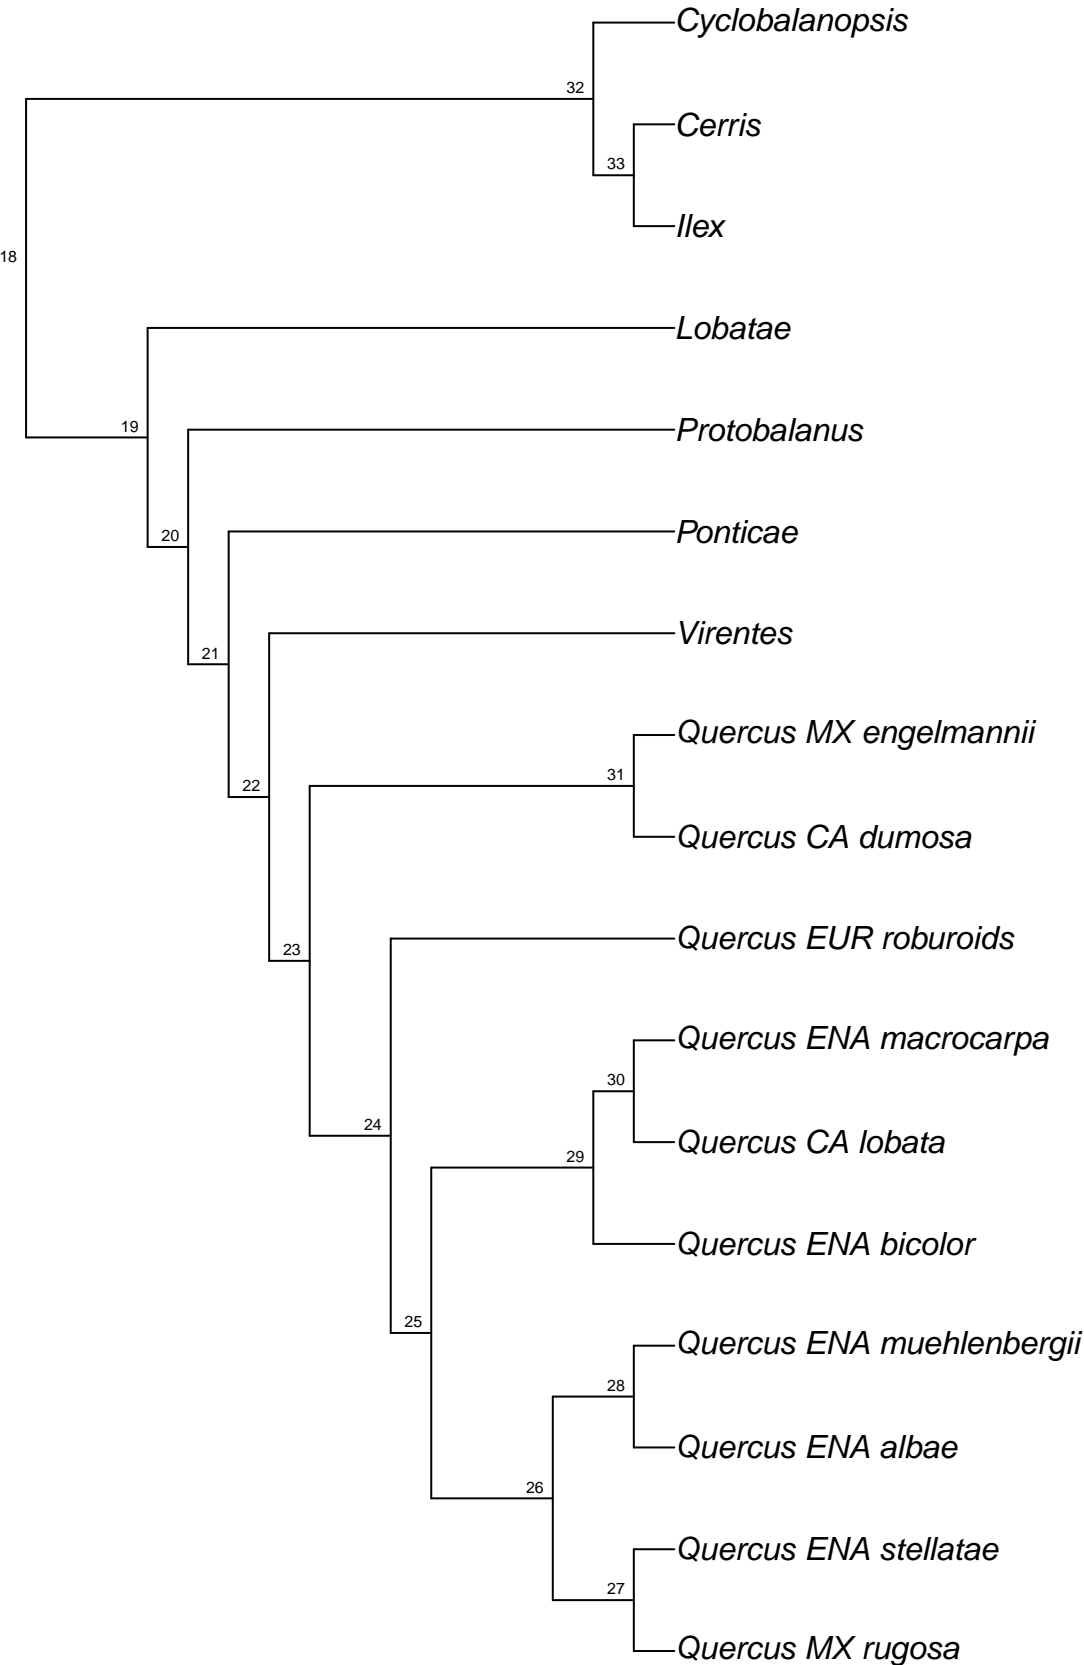 Cyclobalanopsis
32
Cerris
33
Ilex
18
Lobatae
19
Protobalanus
20
Ponticae
21
Virentes
Quercus MX engelmannii
31
22
Quercus CA dumosa
Quercus EUR roburoids
23
Quercus ENA macrocarpa
30
24
Quercus CA lobata
29
Quercus ENA bicolor
25
Quercus ENA muehlenbergii
28
Quercus ENA albae
26
Quercus ENA stellatae
27
Quercus MX rugosa